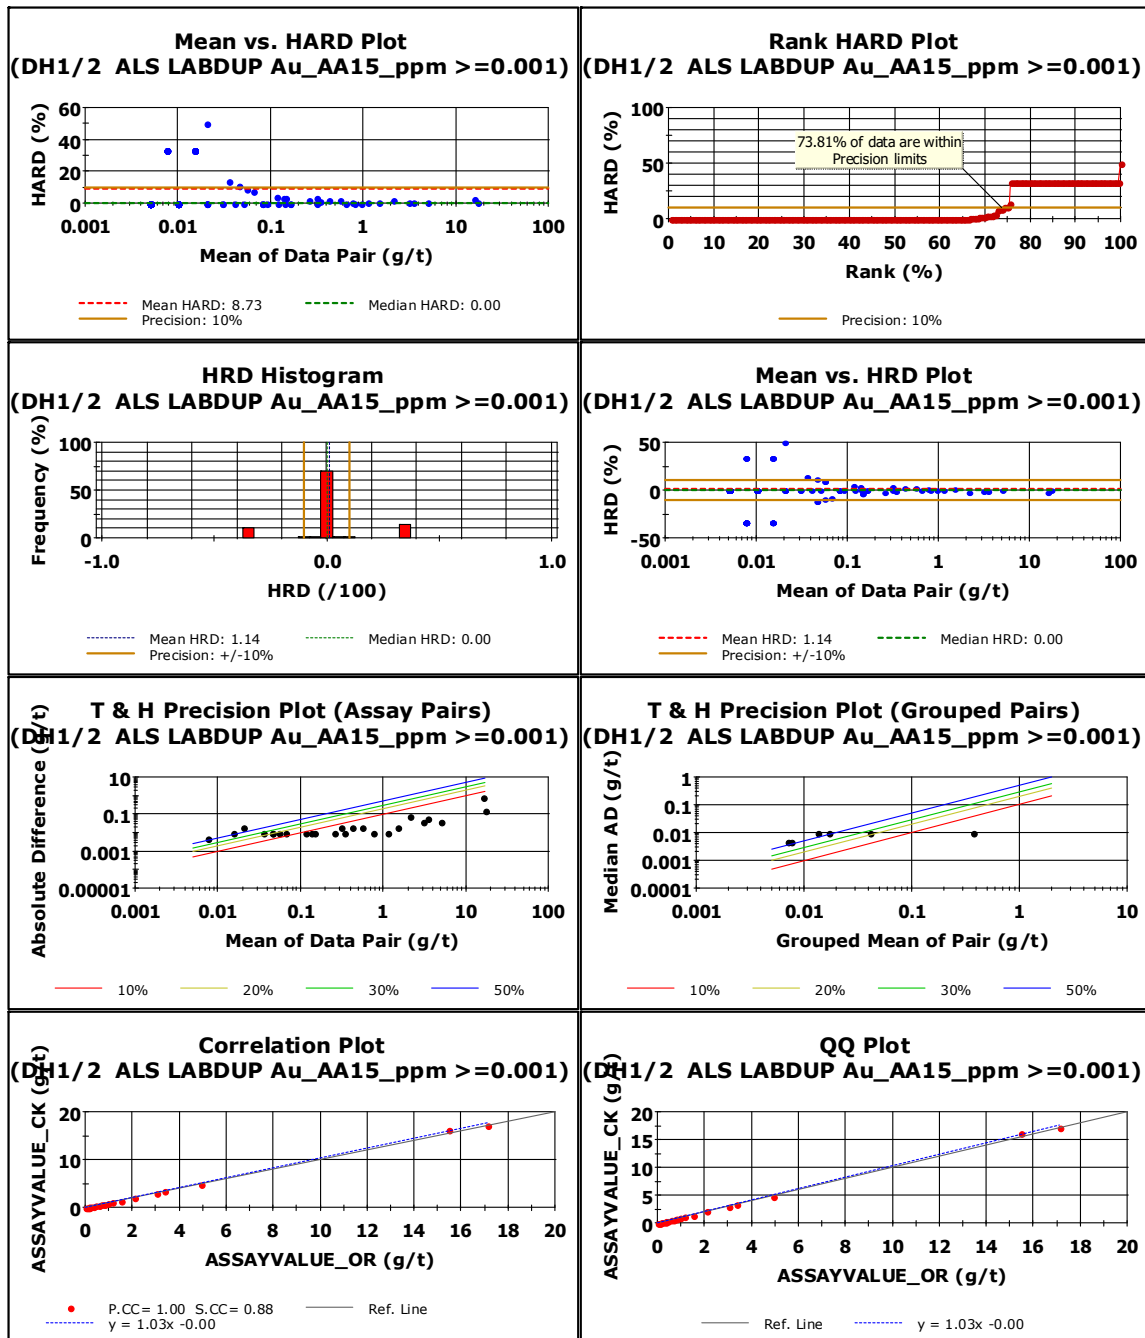 Mean vs. HARD Plot
(DH1/2 ALS LABDUP Au_AA15_ppm >=0.001)
HARD (%)
60
40
20
0
0.001 0.01 0.1 1 10 100
Mean of Data Pair (g/t)
Mean HARD: 8.73 Median HARD: 0.00
Precision: 10%
Rank HARD Plot
(DH1/2 ALS LABDUP Au_AA15_ppm >=0.001)
HARD (%)
100
50
0
73.81% of data are within
Precision limits
0 10 20 30 40 50 60 70 80 90 100
Rank (%)
Precision: 10%
HRD Histogram
(DH1/2 ALS LABDUP Au_AA15_ppm >=0.001)
Frequency (%)
100
50
0
-1.0 0.0 1.0
HRD (/100)
Mean HRD: 1.14 Median HRD: 0.00
Precision: +/-10%
Mean vs. HRD Plot
(DH1/2 ALS LABDUP Au_AA15_ppm >=0.001)
HRD (%)
50
0
-50
0.001 0.01 0.1 1 10 100
Mean of Data Pair (g/t)
Mean HRD: 1.14 Median HRD: 0.00
Precision: +/-10%
T & H Precision Plot (Assay Pairs)
(DH1/2 ALS LABDUP Au_AA15_ppm >=0.001)
Absolute Difference (g/t)
10
0.1
0.001
0.00001
0.001 0.01 0.1 1 10 100
Mean of Data Pair (g/t)
10% 20% 30% 50%
T & H Precision Plot (Grouped Pairs)
(DH1/2 ALS LABDUP Au_AA15_ppm >=0.001)
Median AD (g/t)
1
0.1
0.01
0.001
0.0001
0.001 0.01 0.1 1 10
Grouped Mean of Pair (g/t)
10% 20% 30% 50%
Correlation Plot
(DH1/2 ALS LABDUP Au_AA15_ppm >=0.001)
ASSAYVALUE_CK (g/t)
20
10
0
0 2 4 6 8 10 12 14 16 18 20
ASSAYVALUE_OR (g/t)
P.CC= 1.00 S.CC= 0.88 Ref. Line
y = 1.03x -0.00
QQ Plot
(DH1/2 ALS LABDUP Au_AA15_ppm >=0.001)
ASSAYVALUE_CK (g/t)
20
15
10
5
0
0 2 4 6 8 10 12 14 16 18 20
ASSAYVALUE_OR (g/t)
Ref. Line y = 1.03x -0.00